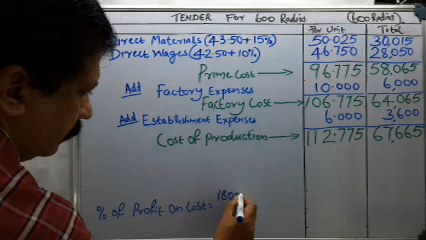 TENDER For 600 Radios (600 Radios)
Per Unit Total
Direct Materials (43.50+15%) 50.025 30,015
Direct Wages (42.50+10%) 46.750 28,050
Prime Cost → 96.775 58,065
Add Factory Expenses 10.000 6,000
Factory Cost → 106.775 64,065
Add Establishment Expenses 6.000 3,600
Cost of Production → 112.775 67,665
% of Profit On Cost = 180